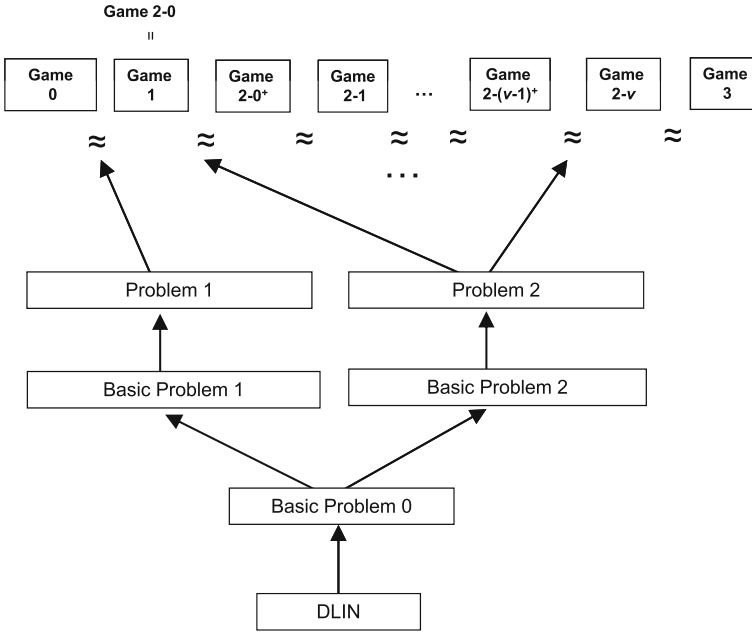 Game 2-0
=
Game 0
Game 1
Game 2-0⁺
Game 2-1
...
Game 2-(ν-1)⁺
Game 2-ν
Game 3
≈ ≈ ≈ ≈ ≈ ≈ ≈
...
Problem 1
Problem 2
Basic Problem 1
Basic Problem 2
Basic Problem 0
DLIN